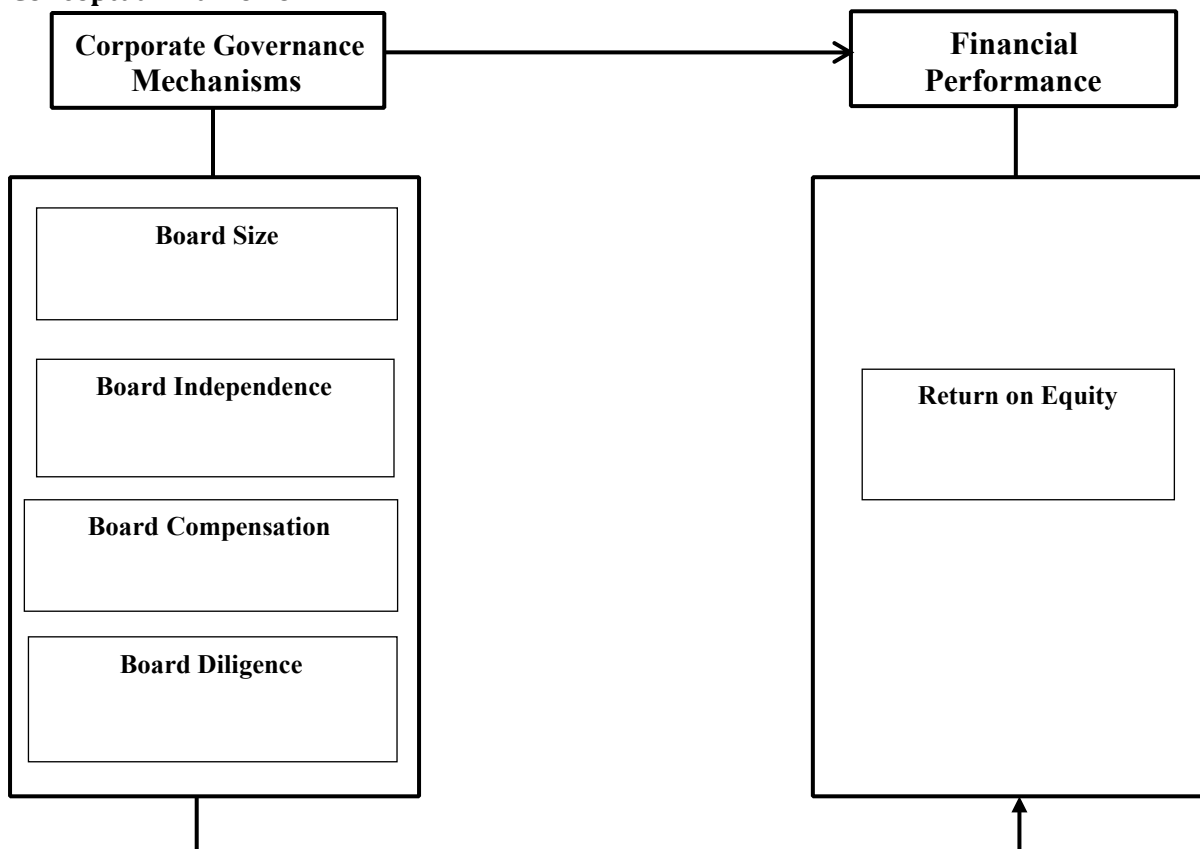 Corporate Governance
Mechanisms
Financial
Performance
Board Size
Board Independence
Return on Equity
Board Compensation
Board Diligence